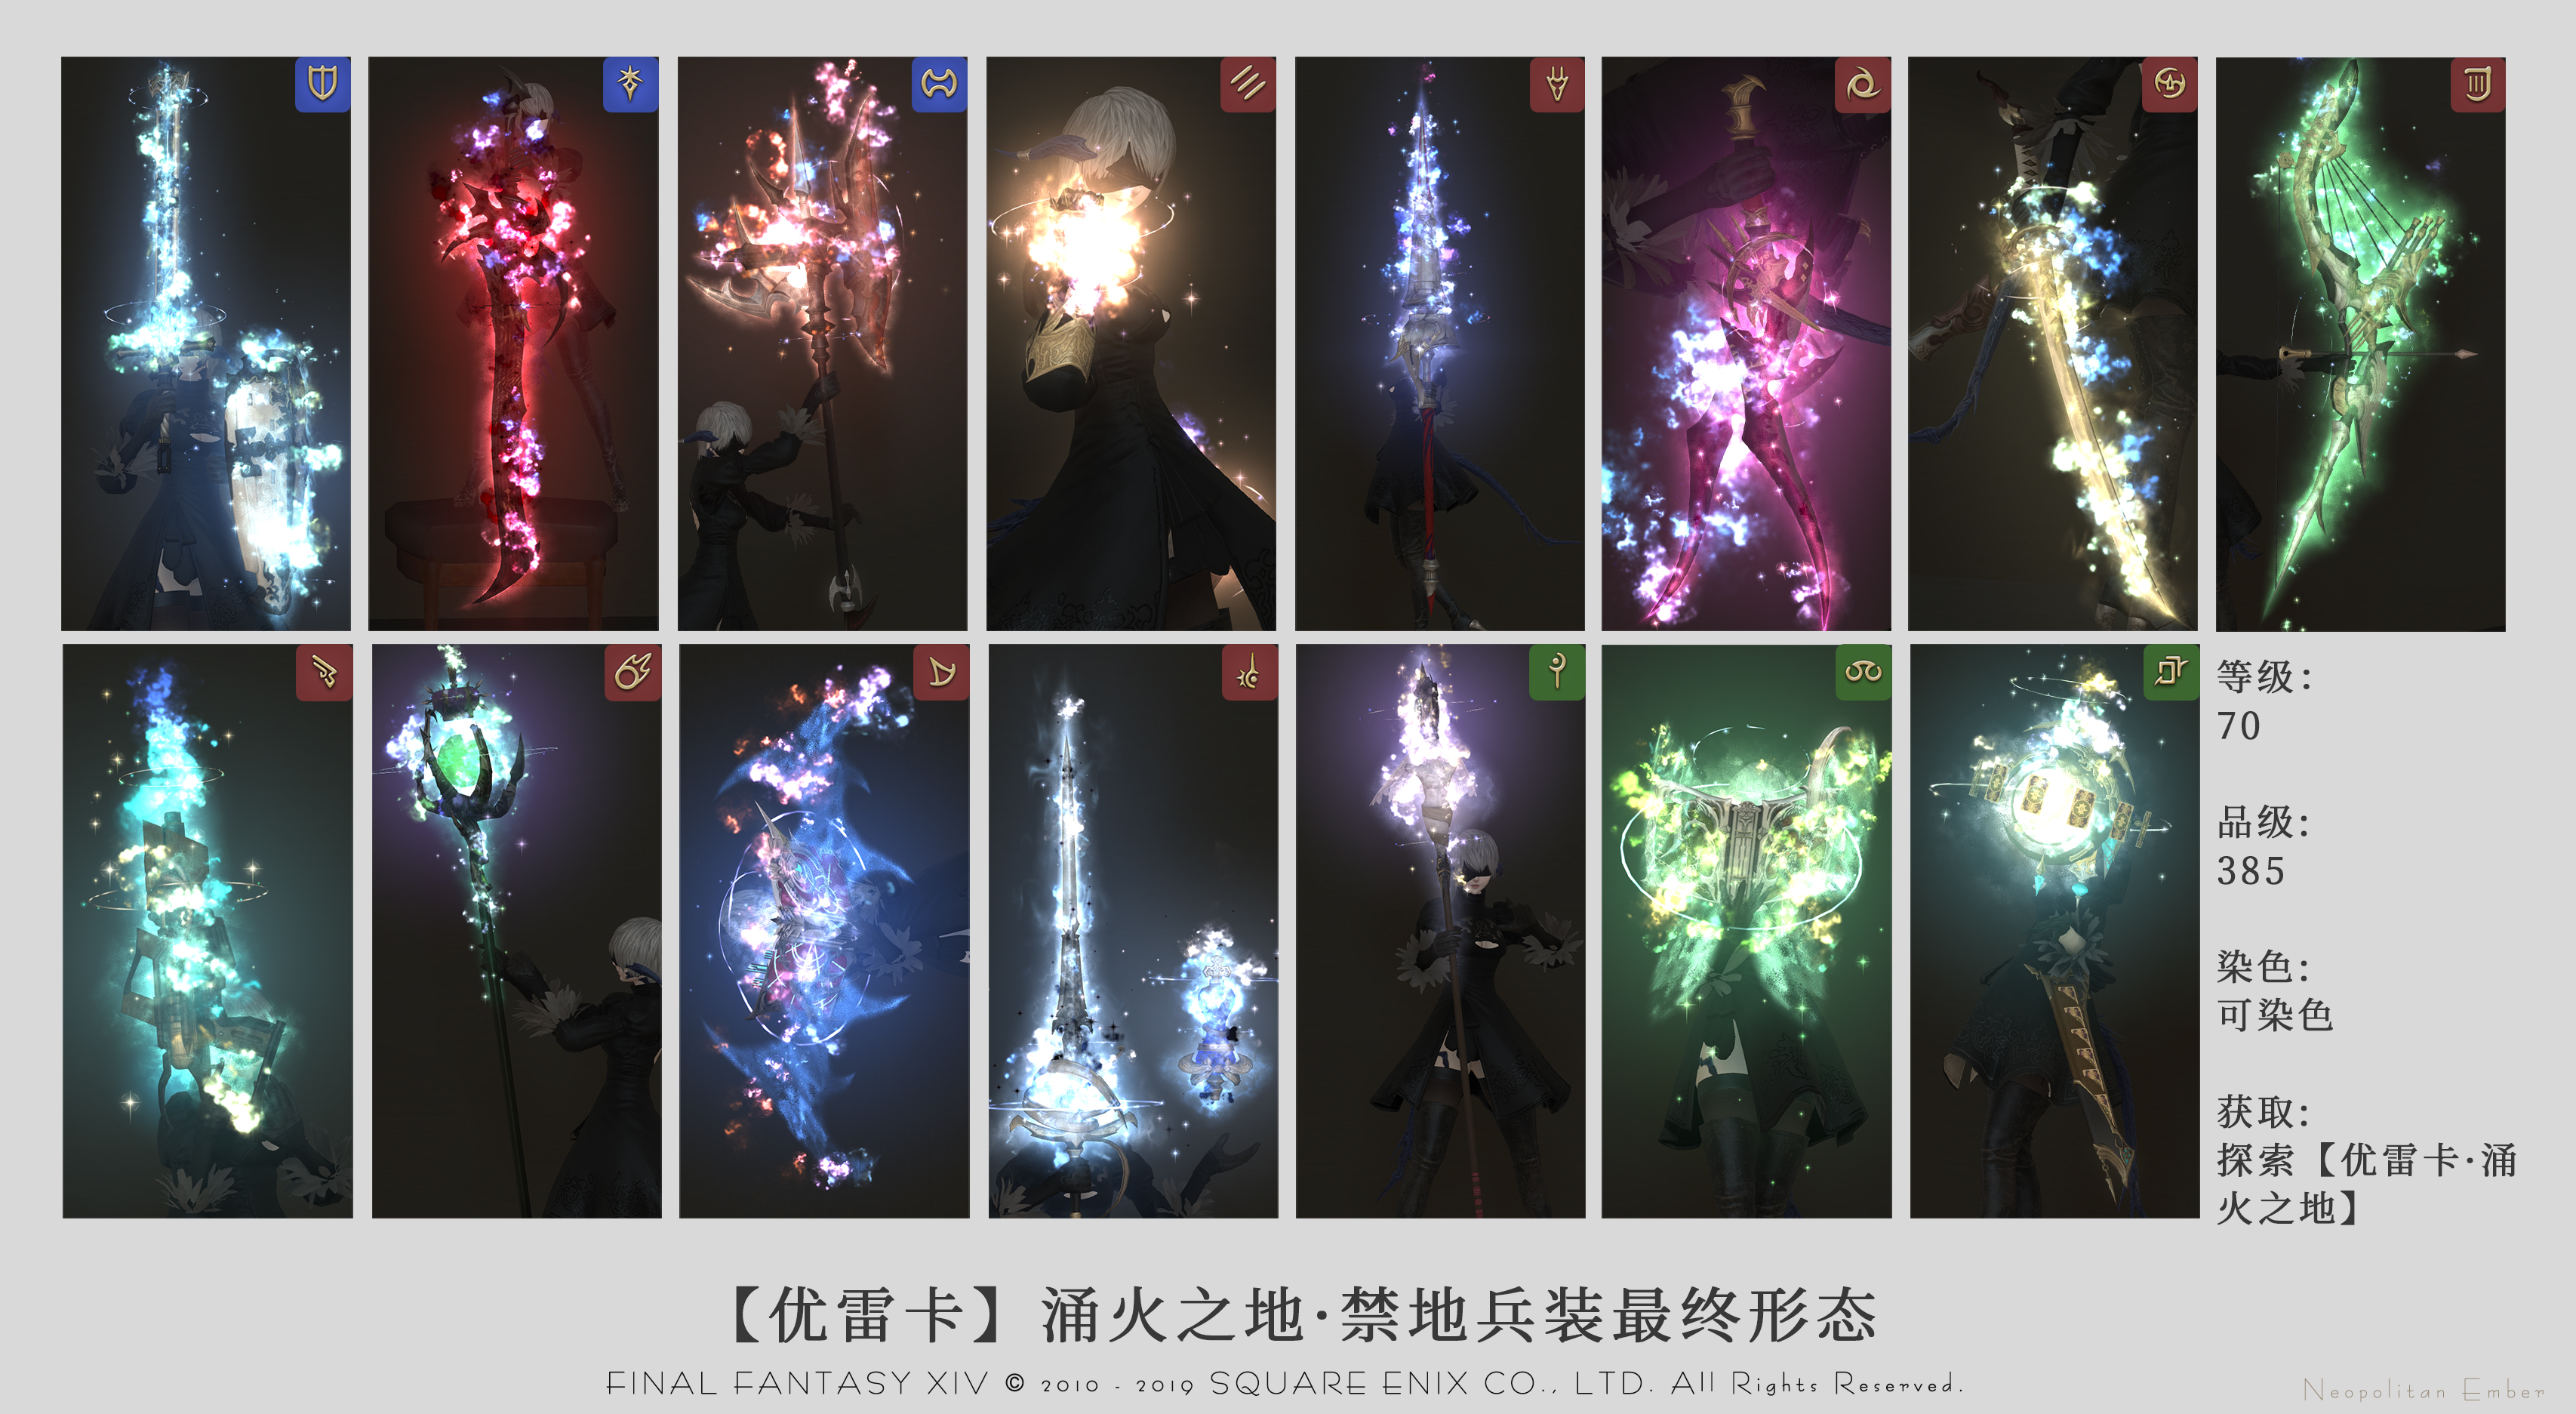 等级：
70
品级：
385
染色：
可染色
获取：
探索【优雷卡·涌
火之地】
【优雷卡】涌火之地·禁地兵装最终形态
FINAL FANTASY XIV © 2010 - 2019 SQUARE ENIX CO., LTD. All Rights Reserved.
Neopolitan Ember